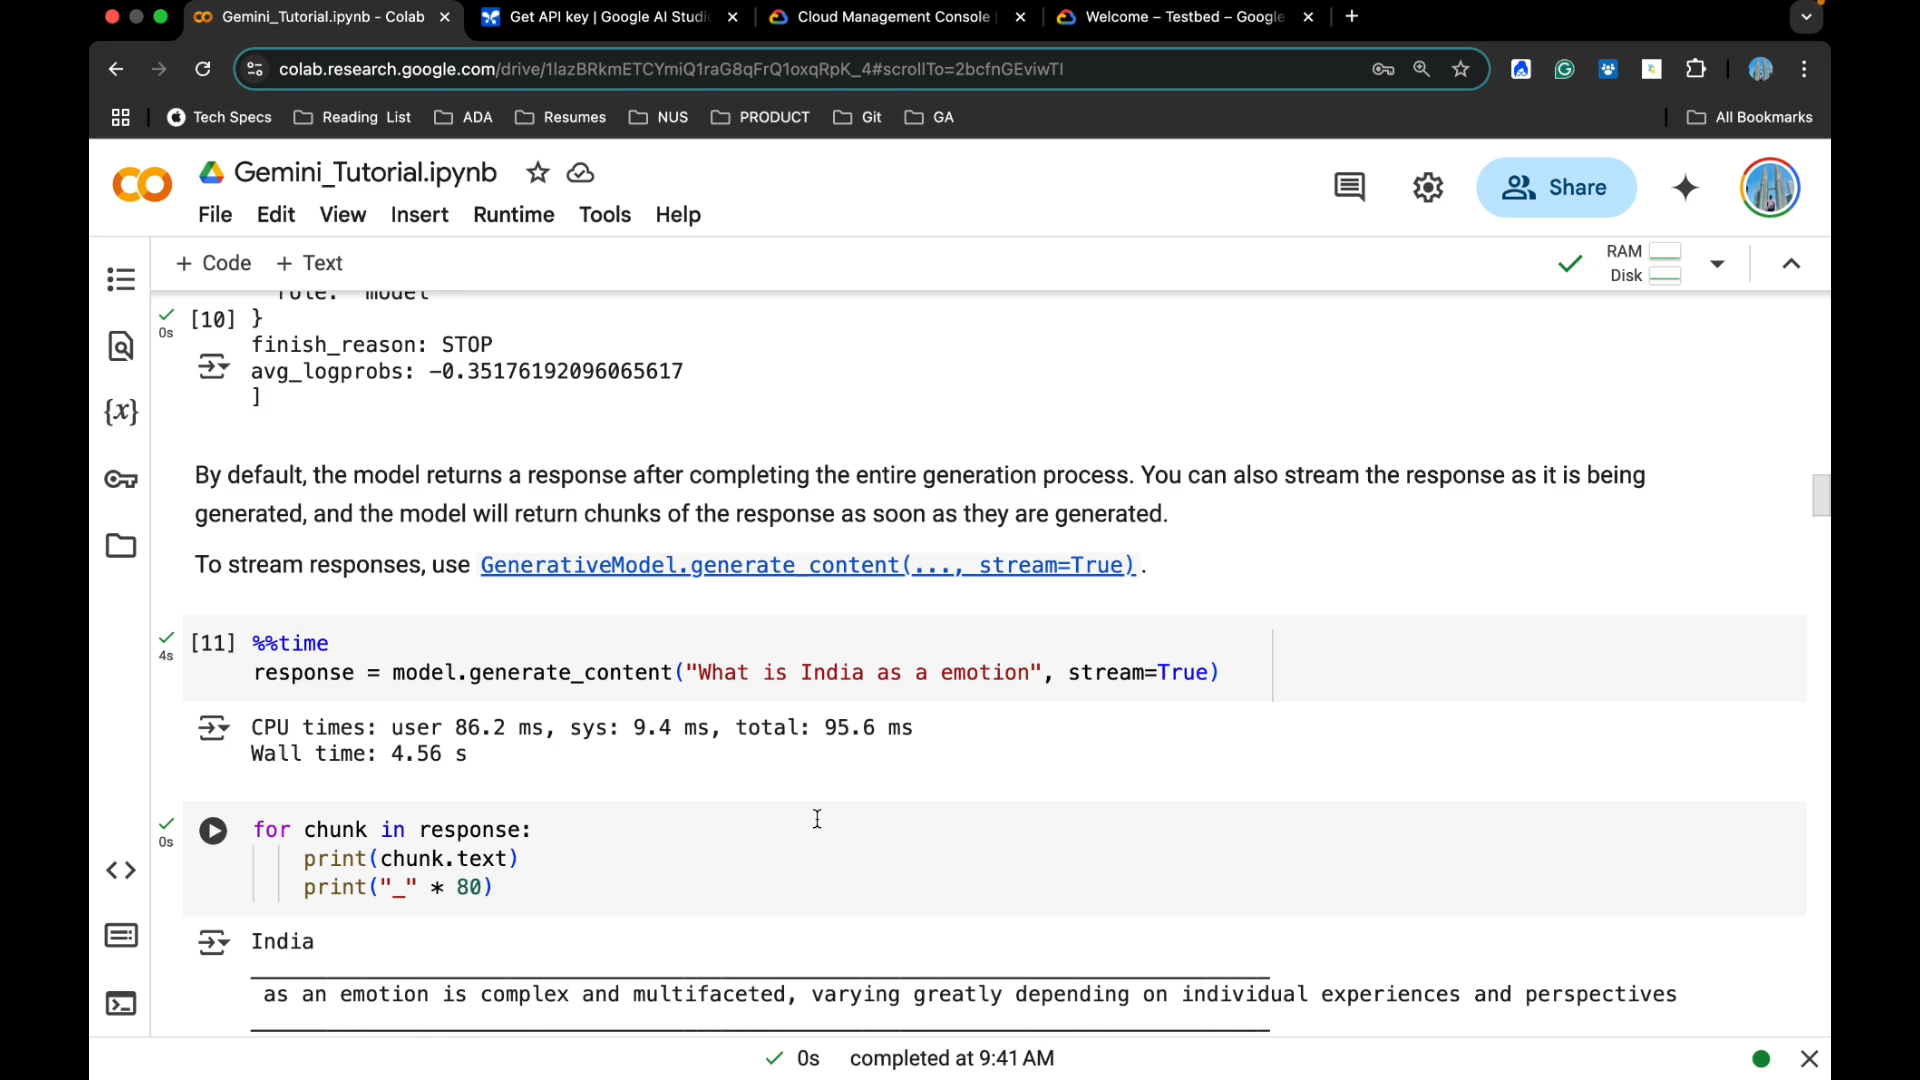 Gemini_Tutorial.ipynb - Colab
Get API key | Google AI Studi
Cloud Management Console |
Welcome – Testbed – Google
colab.research.google.com/drive/1lazBRkmETCYmiQ1raG8qFrQ1oxqRpK_4#scrollTo=2bcfnGEviwTI
Tech Specs
Reading List
ADA
Resumes
NUS
PRODUCT
Git
GA
All Bookmarks
Gemini_Tutorial.ipynb
Share
File Edit View Insert Runtime Tools Help
+ Code + Text
RAM
Disk
role: "model"
0s
[10] }
finish_reason: STOP
avg_logprobs: -0.35176192096065617
]
By default, the model returns a response after completing the entire generation process. You can also stream the response as it is being
generated, and the model will return chunks of the response as soon as they are generated.
To stream responses, use GenerativeModel.generate_content(..., stream=True).
4s
[11] %%time
response = model.generate_content("What is India as a emotion", stream=True)
CPU times: user 86.2 ms, sys: 9.4 ms, total: 95.6 ms
Wall time: 4.56 s
0s
for chunk in response:
print(chunk.text)
print("_" * 80)
India
________________________________________________________________________________
as an emotion is complex and multifaceted, varying greatly depending on individual experiences and perspectives
________________________________________________________________________________
0s completed at 9:41 AM